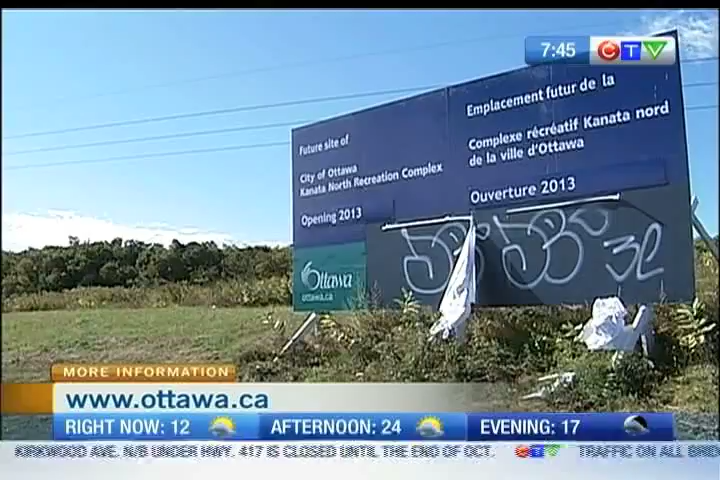 7:45 CTV
Future site of
City of Ottawa
Kanata North Recreation Complex
Opening 2013
Emplacement futur de la
Complexe récréatif Kanata nord
de la ville d'Ottawa
Ouverture 2013
Ottawa
ottawa.ca
MORE INFORMATION
www.ottawa.ca
RIGHT NOW: 12 AFTERNOON: 24 EVENING: 17
KIRKWOOD AVE. N/B UNDER HWY. 417 IS CLOSED UNTIL THE END OF OCT. CTV TRAFFIC ON ALL BRID